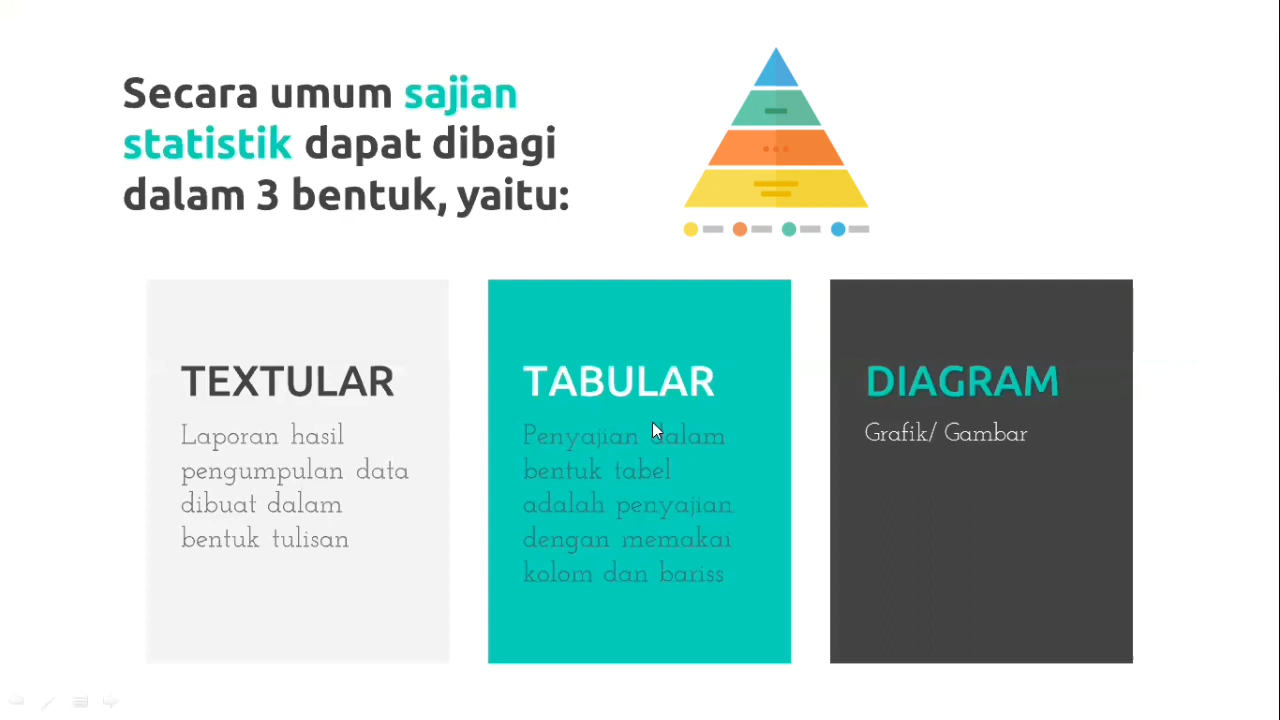 Secara umum sajian
statistik dapat dibagi
dalam 3 bentuk, yaitu:
TEXTULAR
Laporan hasil
pengumpulan data
dibuat dalam
bentuk tulisan
TABULAR
Penyajian dalam
bentuk tabel
adalah penyajian
dengan memakai
kolom dan bariss
DIAGRAM
Grafik/ Gambar